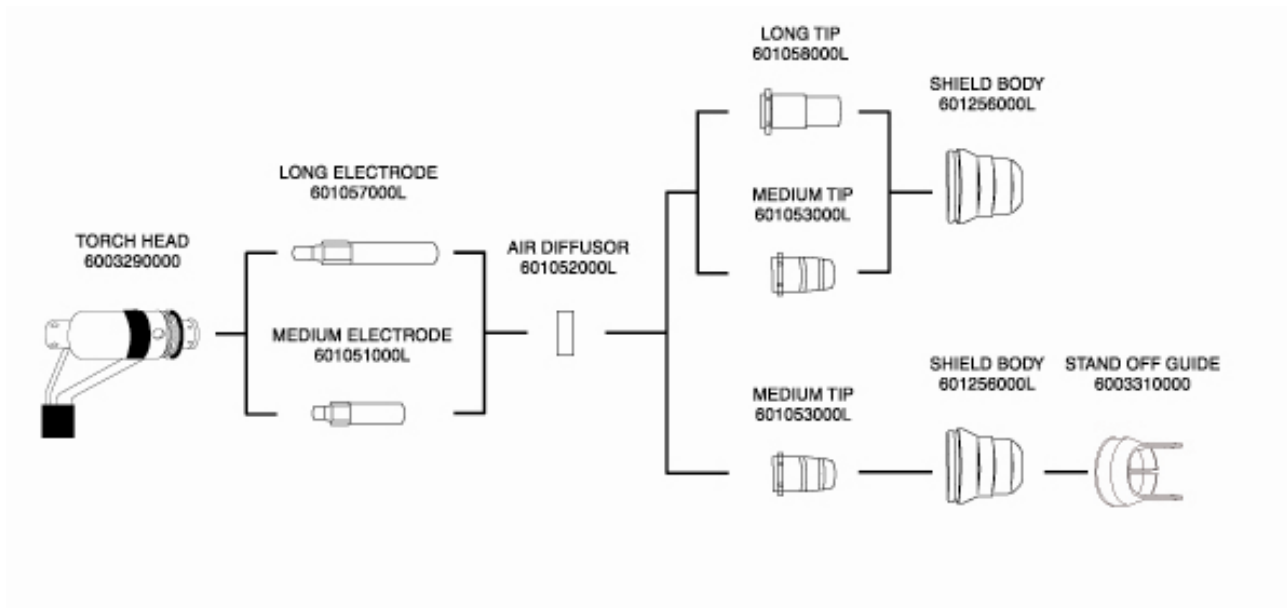 LONG TIP
601058000L
SHIELD BODY
601256000L
LONG ELECTRODE
601057000L
MEDIUM TIP
601053000L
TORCH HEAD
6003290000
AIR DIFFUSOR
601052000L
MEDIUM ELECTRODE
601051000L
SHIELD BODY
601256000L
STAND OFF GUIDE
6003310000
MEDIUM TIP
601053000L